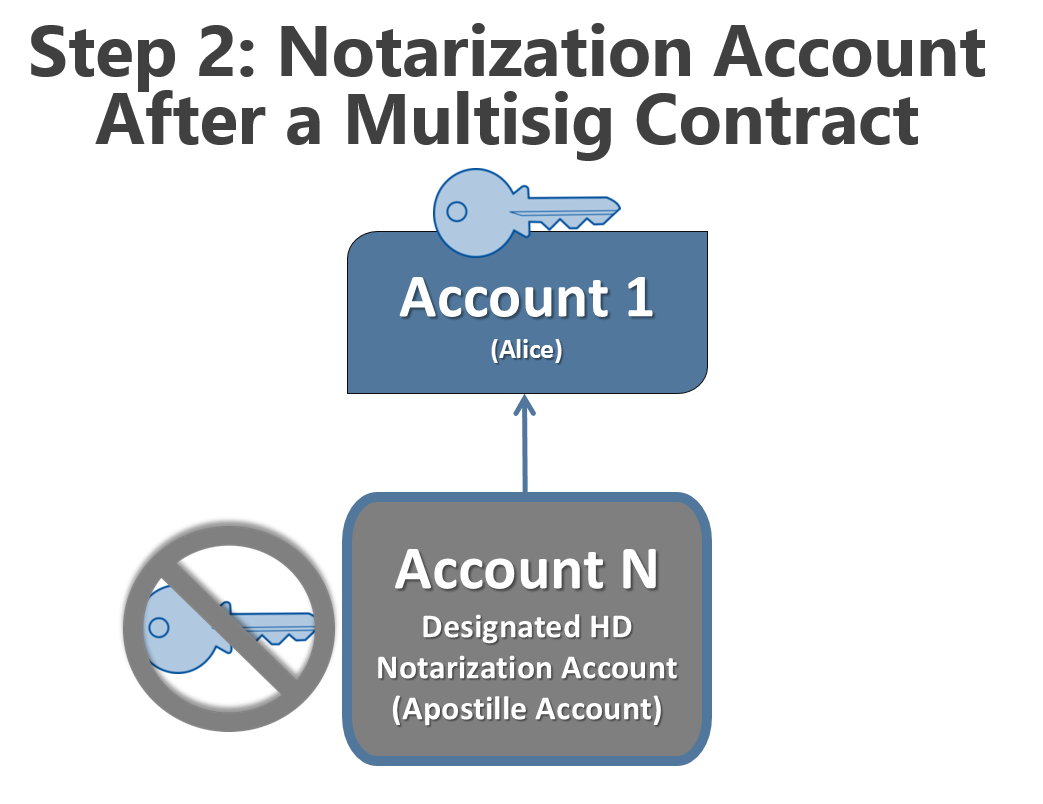 Step 2: Notarization Account
After a Multisig Contract
Account 1
(Alice)
Account N
Designated HD
Notarization Account
(Apostille Account)